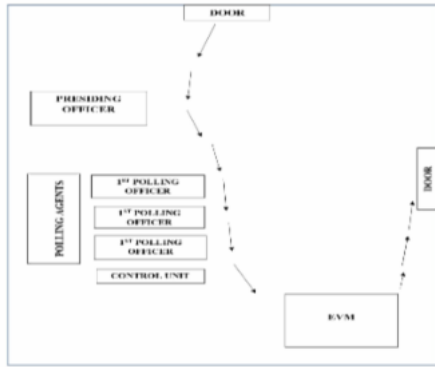 DOOR
PRESIDING
OFFICER
POLLING AGENTS
1ST POLLING
OFFICER
1ST POLLING
OFFICER
1ST POLLING
OFFICER
CONTROL UNIT
DOOR
EVM